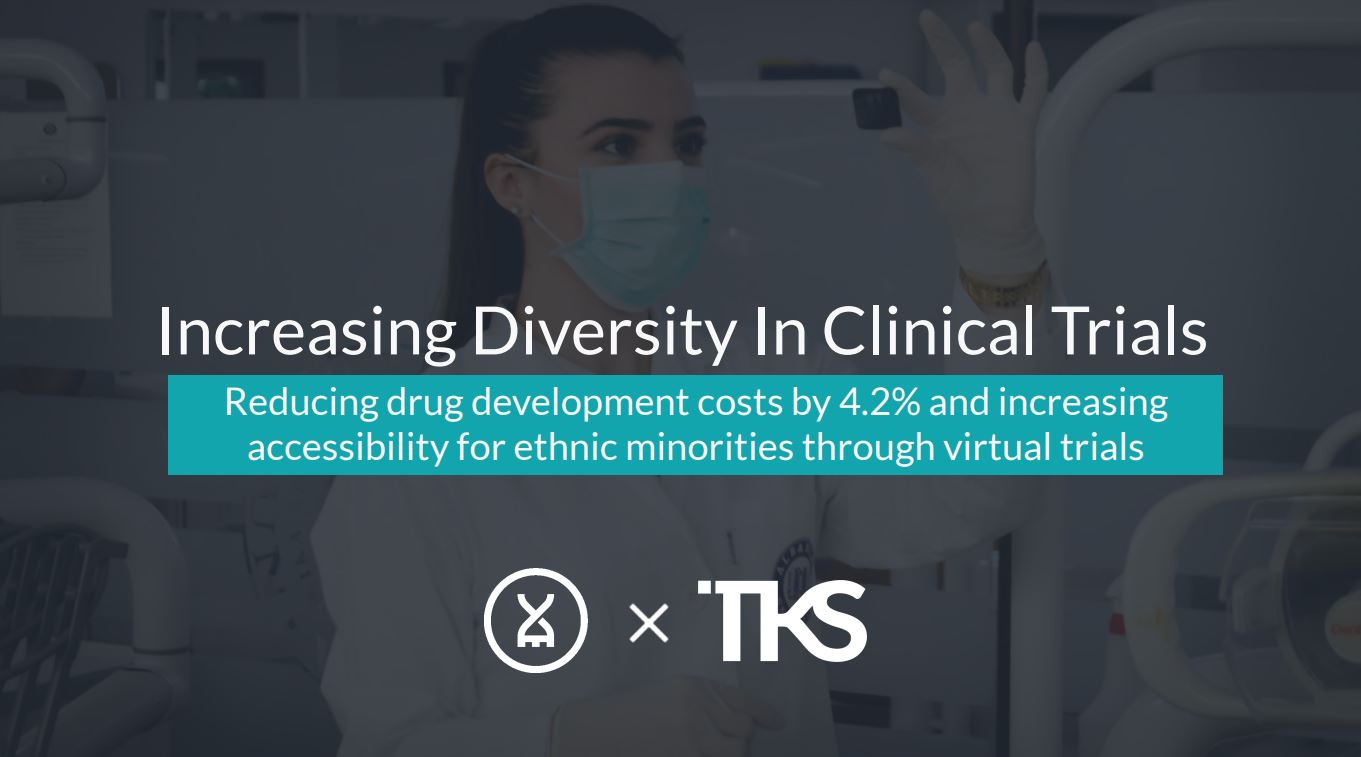 Increasing Diversity In Clinical Trials
Reducing drug development costs by 4.2% and increasing
accessibility for ethnic minorities through virtual trials
TKS